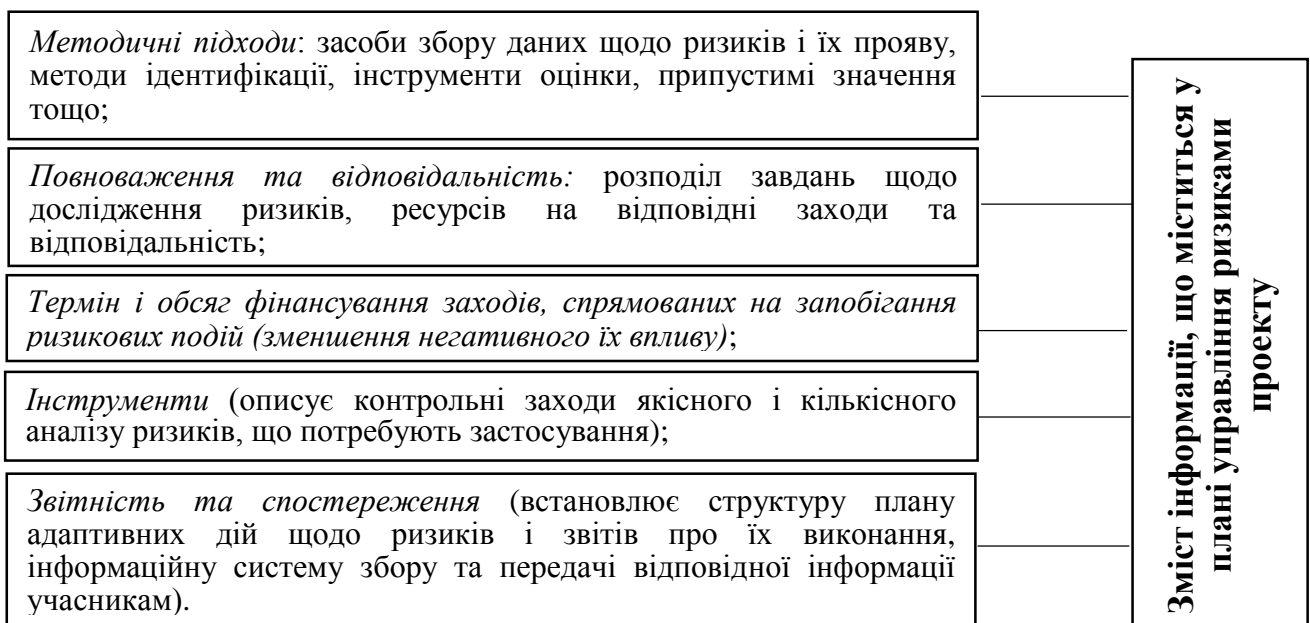 Методичні підходи: засоби збору даних щодо ризиків і їх прояву,
методи ідентифікації, інструменти оцінки, припустимі значення
тощо;
Повноваження та відповідальність: розподіл завдань щодо
дослідження ризиків, ресурсів на відповідні заходи та
відповідальність;
Термін і обсяг фінансування заходів, спрямованих на запобігання
ризикових подій (зменшення негативного їх впливу);
Інструменти (описує контрольні заходи якісного і кількісного
аналізу ризиків, що потребують застосування);
Звітність та спостереження (встановлює структуру плану
адаптивних дій щодо ризиків і звітів про їх виконання,
інформаційну систему збору та передачі відповідної інформації
учасникам).
Зміст інформації, що міститься у
плані управління ризиками
проекту